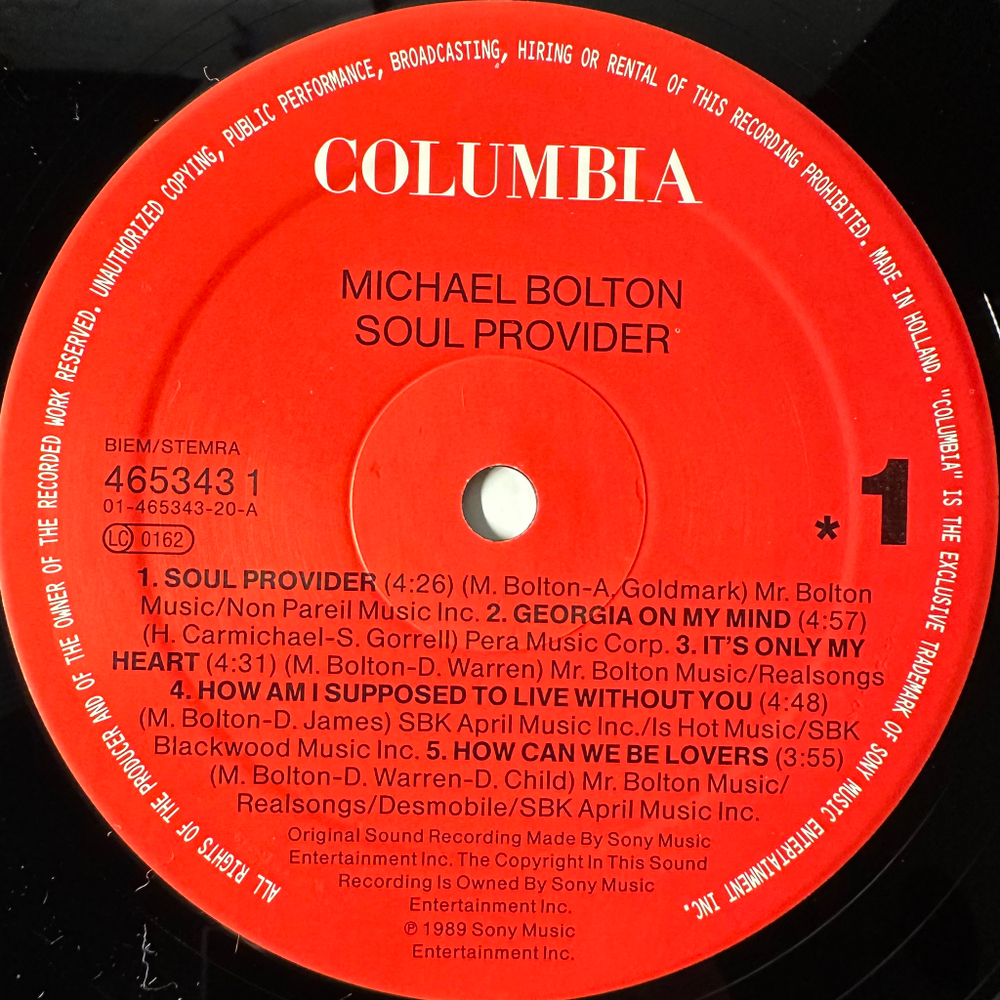 ALL RIGHTS OF THE PRODUCER AND OF THE OWNER OF THE RECORDED WORK RESERVED. UNAUTHORIZED COPYING, PUBLIC PERFORMANCE, BROADCASTING, HIRING OR RENTAL OF THIS RECORDING PROHIBITED. MADE IN HOLLAND. "COLUMBIA" IS THE EXCLUSIVE TRADEMARK OF SONY MUSIC ENTERTAINMENT INC.
COLUMBIA
MICHAEL BOLTON
SOUL PROVIDER
BIEM/STEMRA
465343 1
01-465343-20-A
LC 0162
* 1
1. SOUL PROVIDER (4:26) (M. Bolton-A. Goldmark) Mr. Bolton
Music/Non Pareil Music Inc. 2. GEORGIA ON MY MIND (4:57)
(H. Carmichael-S. Gorrell) Pera Music Corp. 3. IT'S ONLY MY
HEART (4:31) (M. Bolton-D. Warren) Mr. Bolton Music/Realsongs
4. HOW AM I SUPPOSED TO LIVE WITHOUT YOU (4:48)
(M. Bolton-D. James) SBK April Music Inc./Is Hot Music/SBK
Blackwood Music Inc. 5. HOW CAN WE BE LOVERS (3:55)
(M. Bolton-D. Warren-D. Child) Mr. Bolton Music/
Realsongs/Desmobile/SBK April Music Inc.
Original Sound Recording Made By Sony Music
Entertainment Inc. The Copyright In This Sound
Recording Is Owned By Sony Music
Entertainment Inc.
℗ 1989 Sony Music
Entertainment Inc.